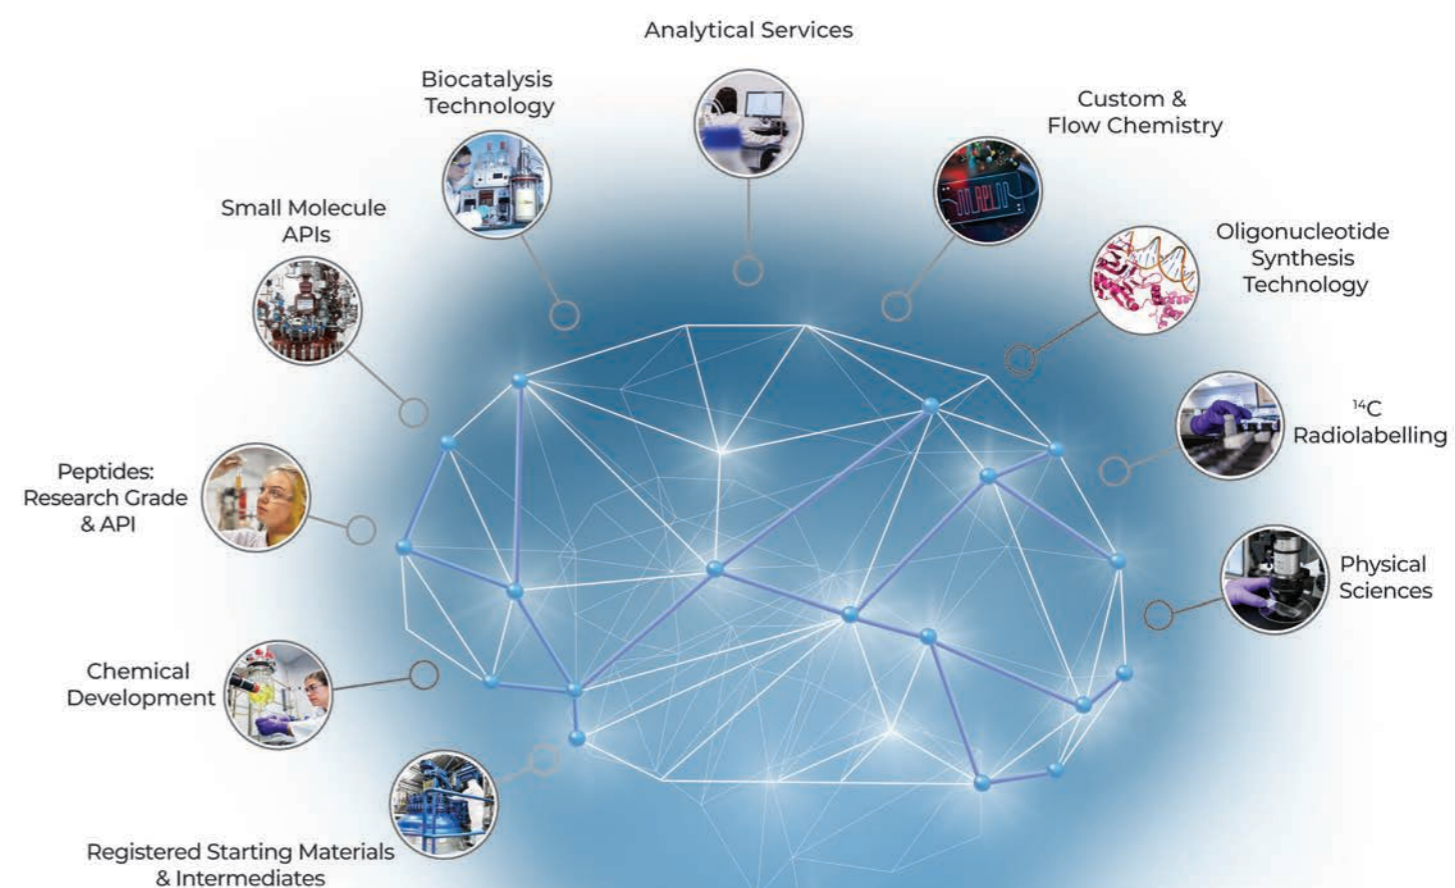 Analytical Services
Biocatalysis
Technology
Custom &
Flow Chemistry
Small Molecule
APIs
Oligonucleotide
Synthesis
Technology
¹⁴C
Radiolabelling
Peptides:
Research Grade
& API
Physical
Sciences
Chemical
Development
Registered Starting Materials
& Intermediates